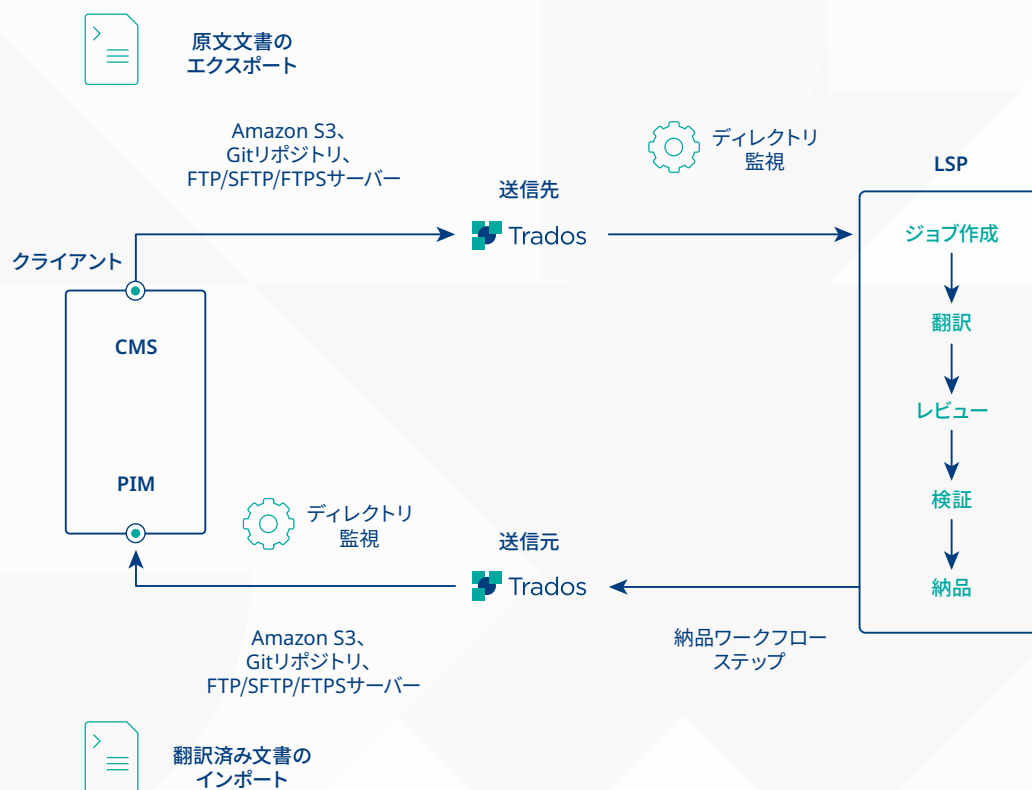 原文文書の
エクスポート
Amazon S3、
Gitリポジトリ、
FTP/SFTP/FTPSサーバー
ディレクトリ
監視
LSP
送信先
Trados
ジョブ作成
クライアント
翻訳
CMS
レビュー
PIM
検証
ディレクトリ
監視
送信元
Trados
納品
Amazon S3、
Gitリポジトリ、
FTP/SFTP/FTPSサーバー
納品ワークフロー
ステップ
翻訳済み文書の
インポート